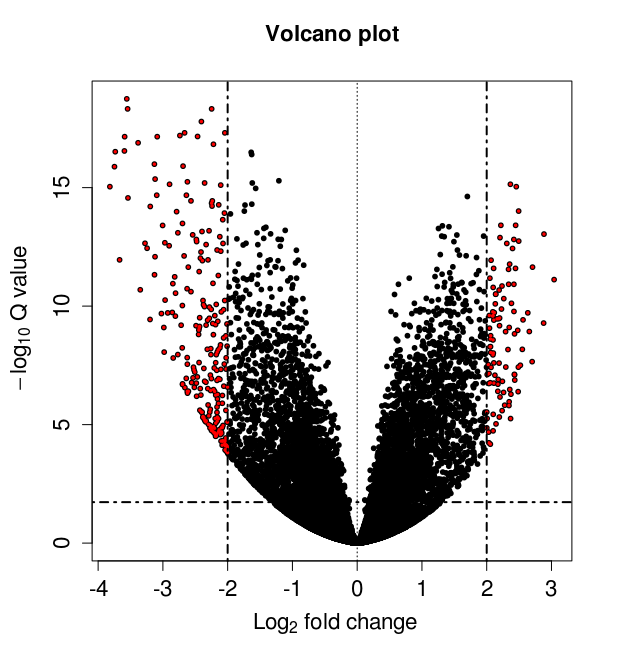 Volcano plot
− log10 Q value
15
10
5
0
-4 -3 -2 -1 0 1 2 3
Log2 fold change